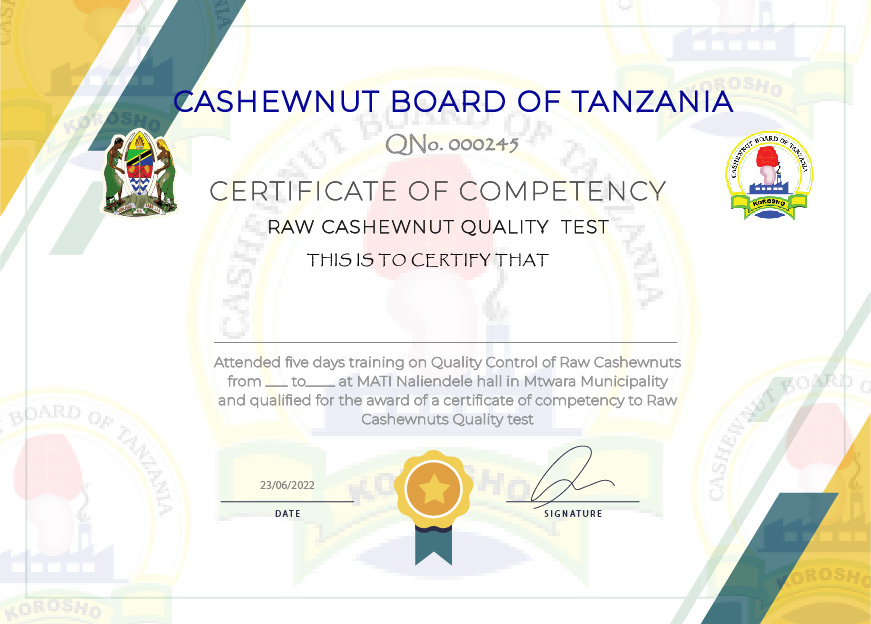 CASHEWNUT BOARD OF TANZANIA
QNo. 000245
CERTIFICATE OF COMPETENCY
RAW CASHEWNUT QUALITY TEST
THIS IS TO CERTIFY THAT
CASHEWNUT BOARD OF TANZANIA
KOROSHO
Attended five days training on Quality Control of Raw Cashewnuts
from ___ to____ at MATI Naliendele hall in Mtwara Municipality
and qualified for the award of a certificate of competency to Raw
Cashewnuts Quality test
23/06/2022
DATE
SIGNATURE